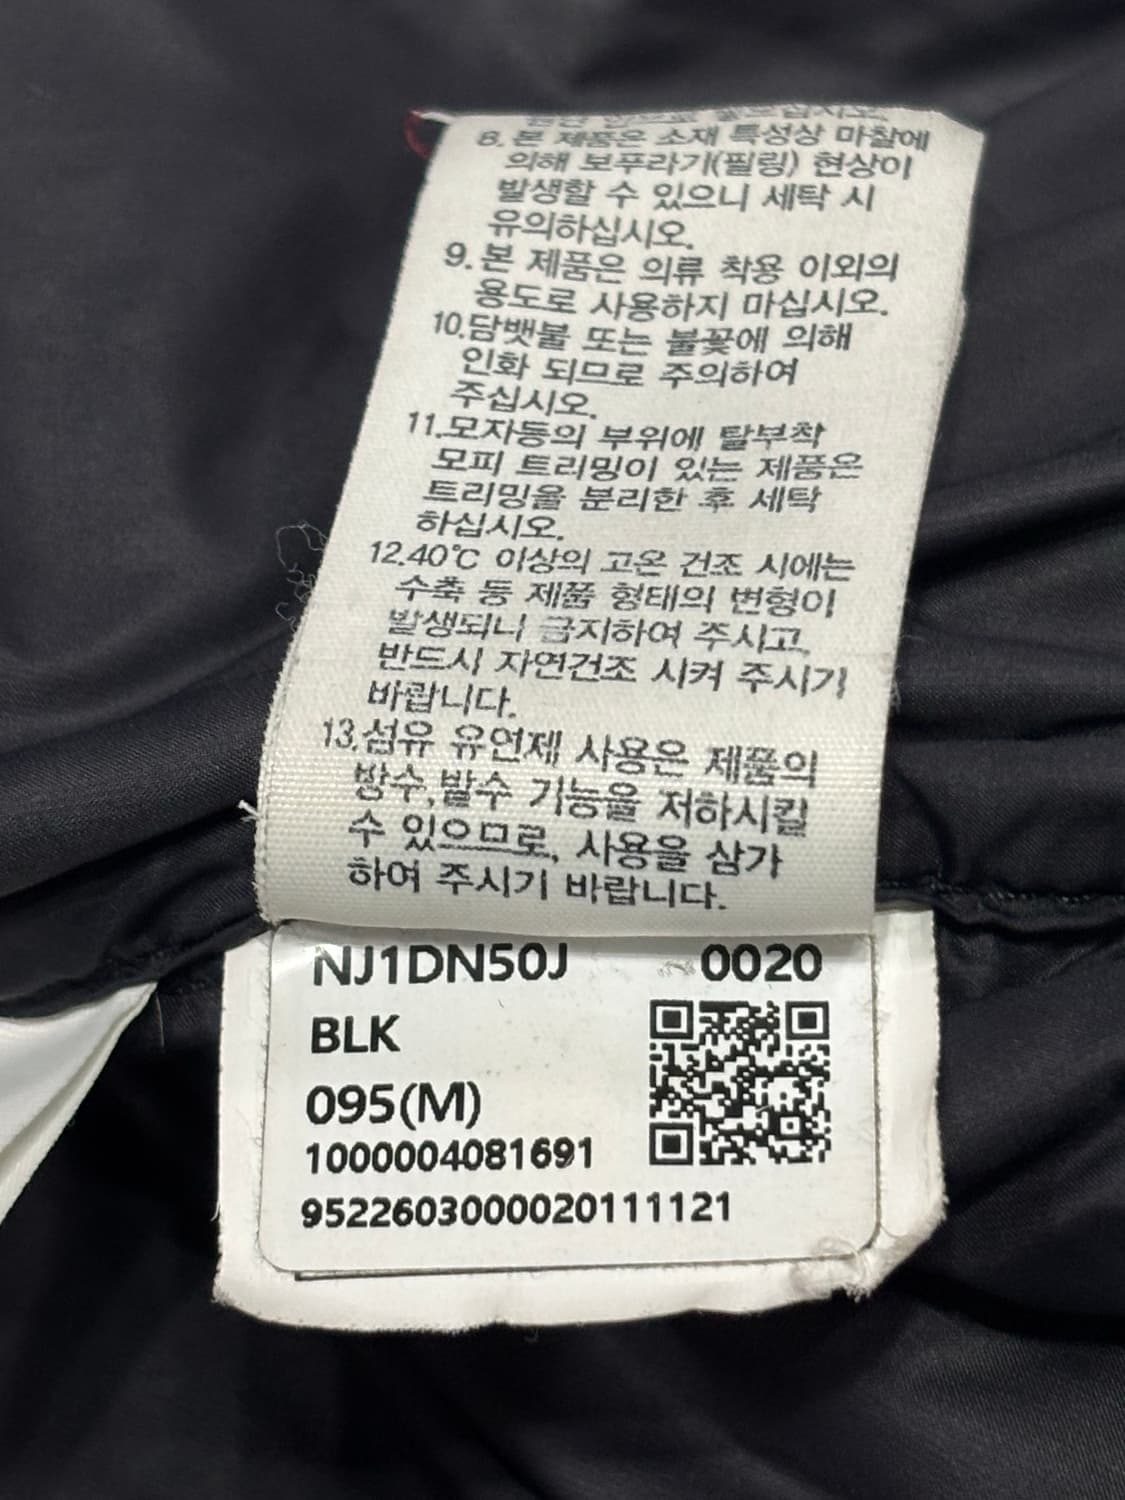 8. 본 제품은 소재 특성상 마찰에
의해 보푸라기(필링) 현상이
발생할 수 있으니 세탁 시
유의하십시오.
9. 본 제품은 의류 착용 이외의
용도로 사용하지 마십시오.
10.담뱃불 또는 불꽃에 의해
인화 되므로 주의하여
주십시오.
11.모자등의 부위에 탈부착
모피 트리밍이 있는 제품은
트리밍을 분리한 후 세탁
하십시오.
12.40℃ 이상의 고온 건조 시에는
수축 등 제품 형태의 변형이
발생되니 금지하여 주시고,
반드시 자연건조 시켜 주시기
바랍니다.
13.섬유 유연제 사용은 제품의
방수,발수 기능을 저하시킬
수 있으므로, 사용을 삼가
하여 주시기 바랍니다.
NJ1DN50J 0020
BLK
095(M)
1000004081691
9522603000020111121